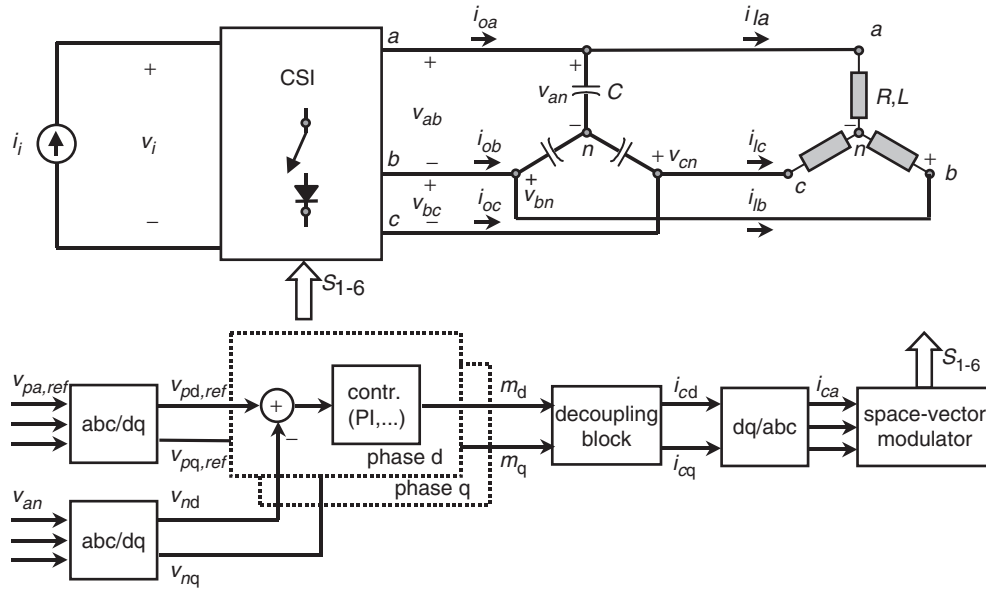 i_oa
i_la
a
a
+
+
+
CSI
v_an
C
R,L
v_ab
−
−
i_i
v_i
i_ob
n
v_cn
i_lc
n
+
b
−
+
+
c
b
+
v_bn
v_bc
i_oc
i_lb
−
c
−
S_1-6
v_pa,ref
v_pd,ref
contr.
(PI,...)
m_d
i_cd
i_ca
S_1-6
abc/dq
+
−
decoupling
block
dq/abc
space-vector
modulator
v_pq,ref
phase d
m_q
i_cq
phase q
v_an
v_nd
abc/dq
v_nq